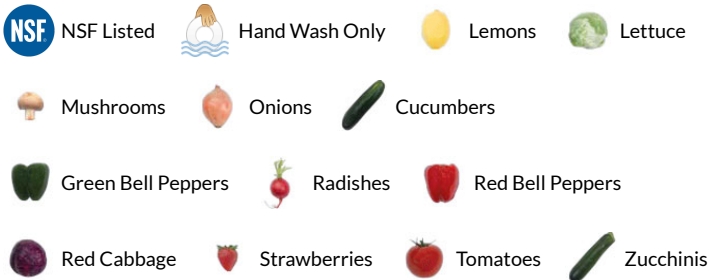 NSF NSF Listed Hand Wash Only Lemons Lettuce
Mushrooms Onions Cucumbers
Green Bell Peppers Radishes Red Bell Peppers
Red Cabbage Strawberries Tomatoes Zucchinis